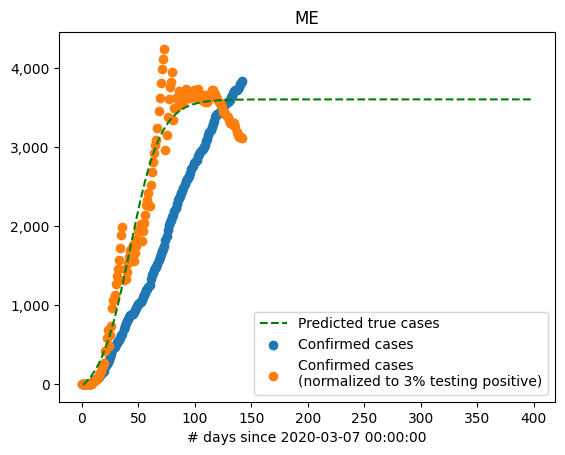 ME
4,000
3,000
2,000
1,000
0
Predicted true cases
Confirmed cases
Confirmed cases
(normalized to 3% testing positive)
0 50 100 150 200 250 300 350 400
# days since 2020-03-07 00:00:00